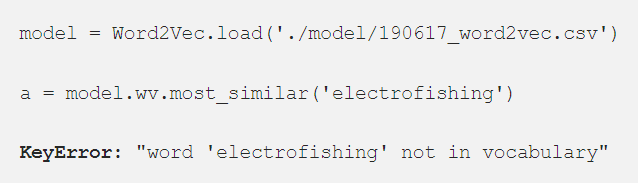 model = Word2Vec.load('./model/190617_word2vec.csv')
a = model.wv.most_similar('electrofishing')
KeyError: "word 'electrofishing' not in vocabulary"